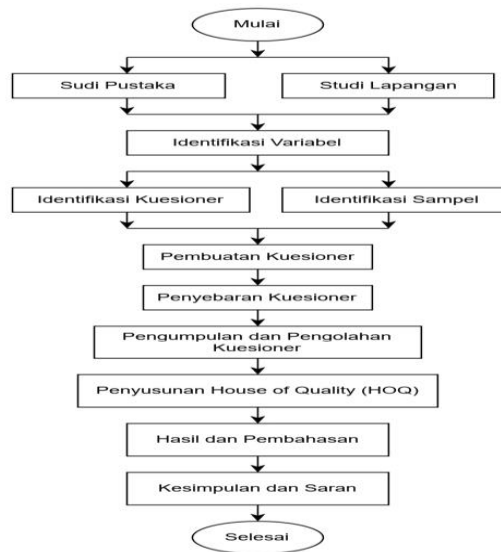 Mulai
Sudi Pustaka
Studi Lapangan
Identifikasi Variabel
Identifikasi Kuesioner
Identifikasi Sampel
Pembuatan Kuesioner
Penyebaran Kuesioner
Pengumpulan dan Pengolahan
Kuesioner
Penyusunan House of Quality (HOQ)
Hasil dan Pembahasan
Kesimpulan dan Saran
Selesai